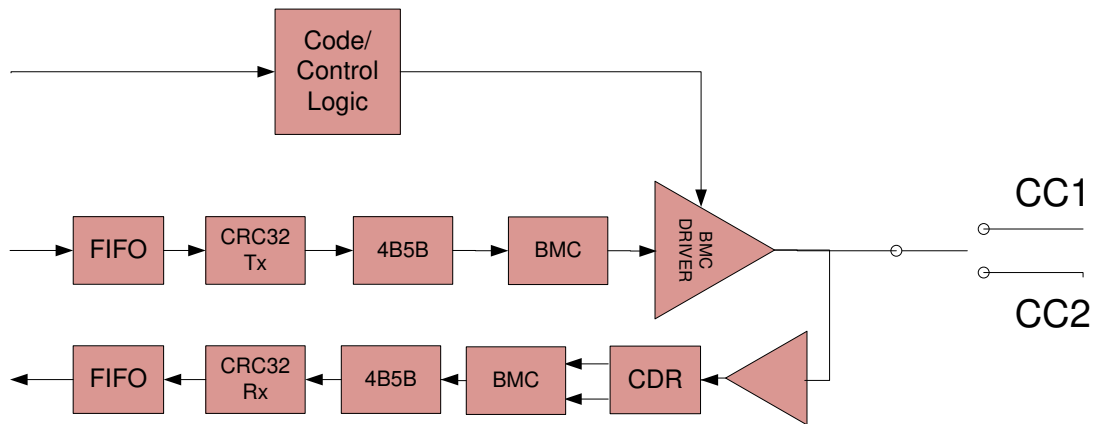 Code/
Control
Logic
CC1
FIFO
CRC32
Tx
4B5B
BMC
BMC
DRIVER
CC2
FIFO
CRC32
Rx
4B5B
BMC
CDR